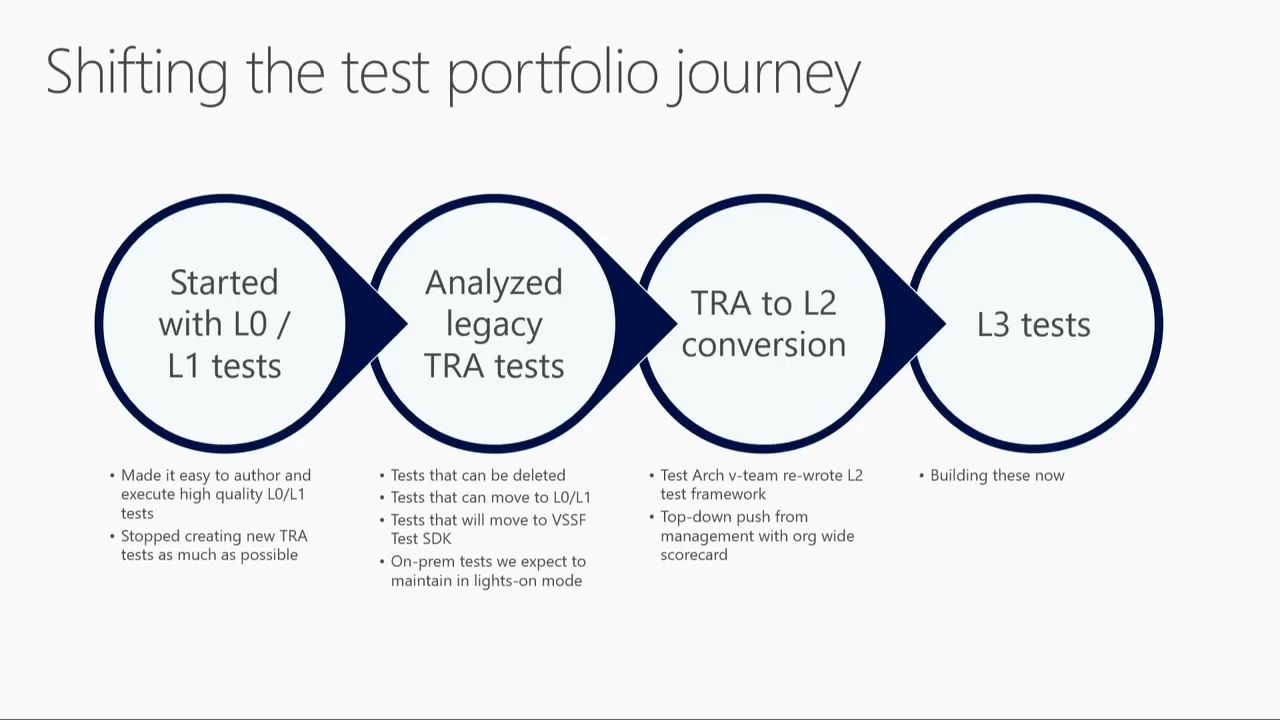 Shifting the test portfolio journey
Started
with L0 /
L1 tests
• Made it easy to author and
execute high quality L0/L1
tests
• Stopped creating new TRA
tests as much as possible
Analyzed
legacy
TRA tests
• Tests that can be deleted
• Tests that can move to L0/L1
• Tests that will move to VSSF
Test SDK
• On-prem tests we expect to
maintain in lights-on mode
TRA to L2
conversion
• Test Arch v-team re-wrote L2
test framework
• Top-down push from
management with org wide
scorecard
L3 tests
• Building these now